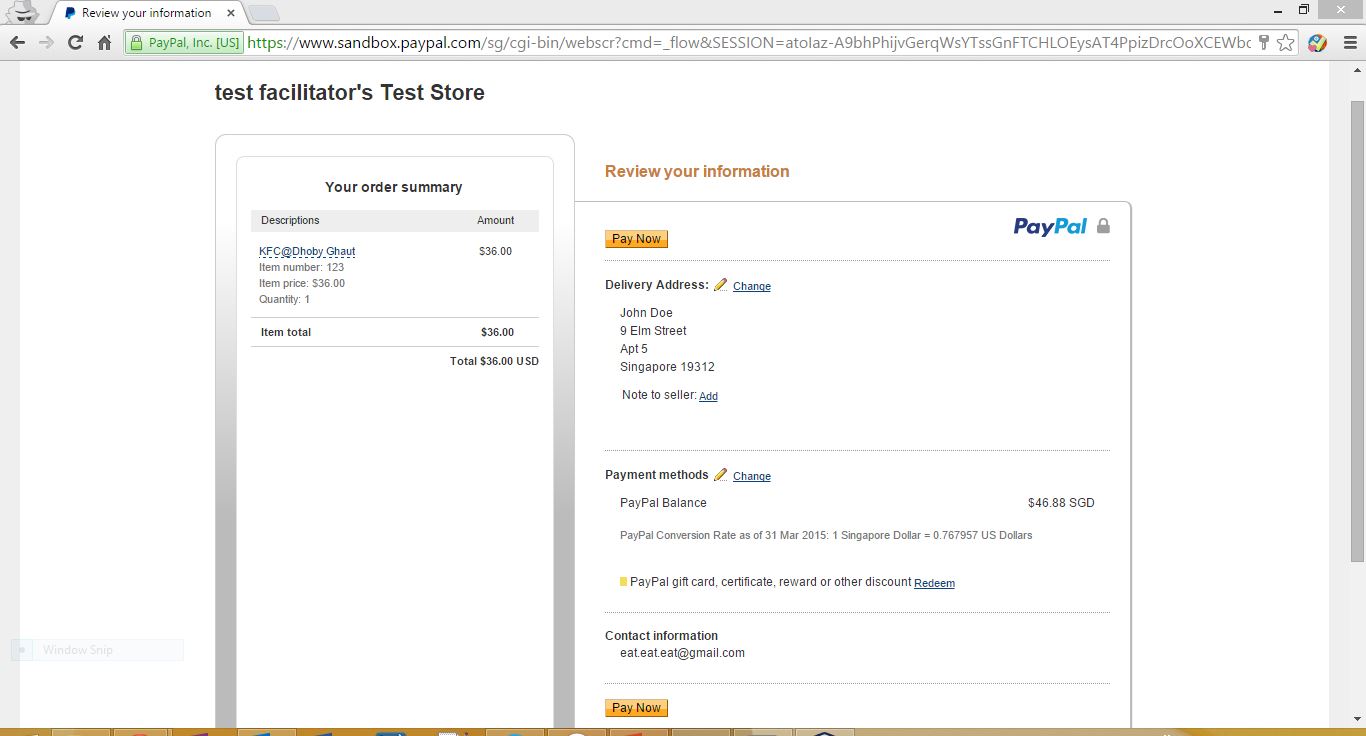 Review your information
PayPal, Inc. [US]
https://www.sandbox.paypal.com/sg/cgi-bin/webscr?cmd=_flow&SESSION=atoIaz-A9bhPhijvGerqWsYTssGnFTCHLOEysAT4PpizDrcOoXCEWbc
test facilitator's Test Store
Your order summary
Descriptions Amount
KFC@Dhoby Ghaut $36.00
Item number: 123
Item price: $36.00
Quantity: 1
Item total $36.00
Total $36.00 USD
Review your information
PayPal
Pay Now
Delivery Address: Change
John Doe
9 Elm Street
Apt 5
Singapore 19312
Note to seller: Add
Payment methods Change
PayPal Balance $46.88 SGD
PayPal Conversion Rate as of 31 Mar 2015: 1 Singapore Dollar = 0.767957 US Dollars
PayPal gift card, certificate, reward or other discount Redeem
Contact information
eat.eat.eat@gmail.com
Pay Now
Window Snip